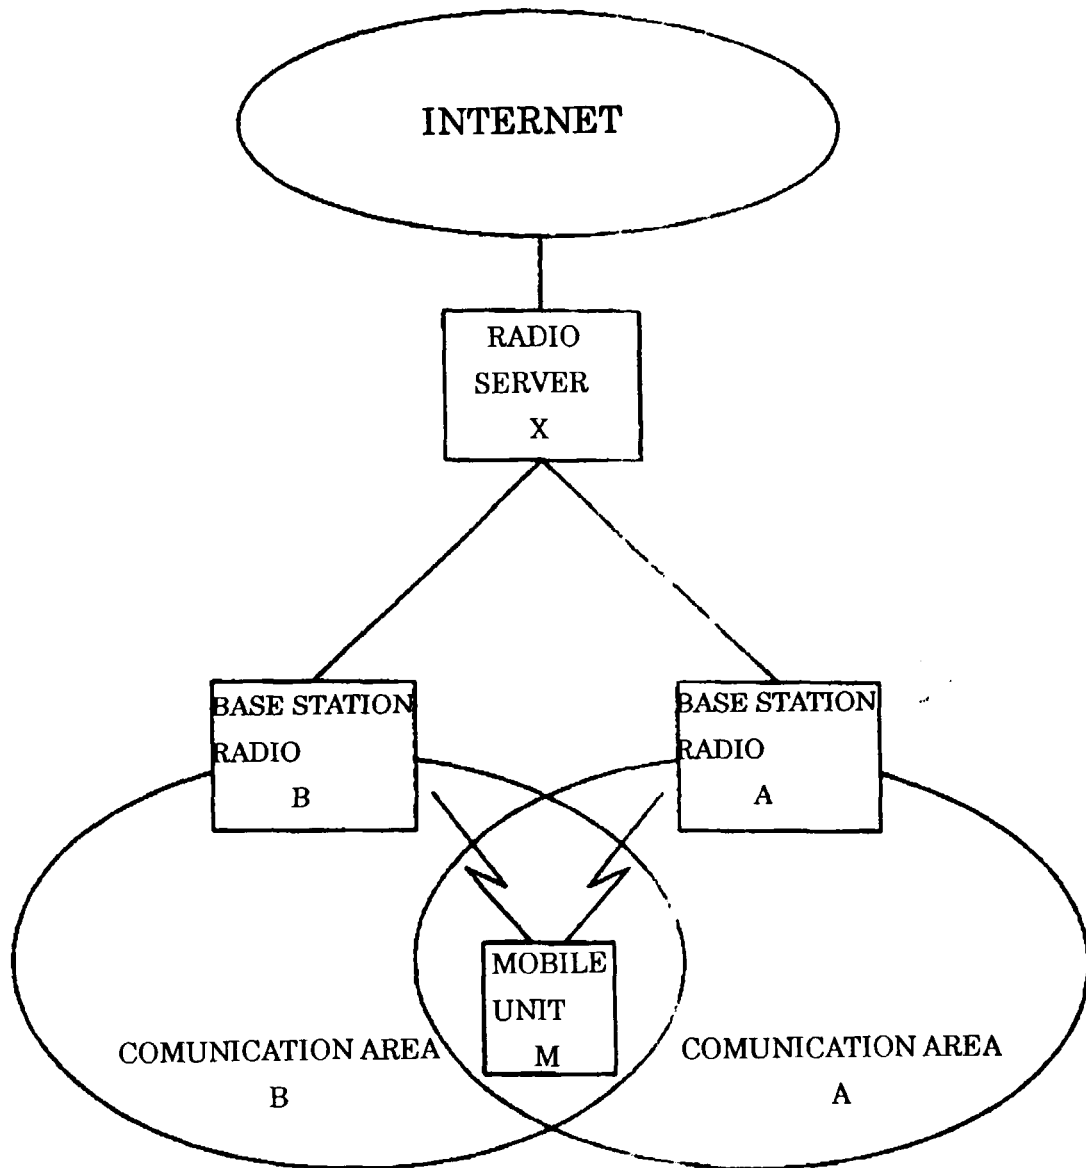 INTERNET
RADIO
SERVER
X
BASE STATION
RADIO
B
BASE STATION
RADIO
A
MOBILE
UNIT
M
COMUNICATION AREA
B
COMUNICATION AREA
A